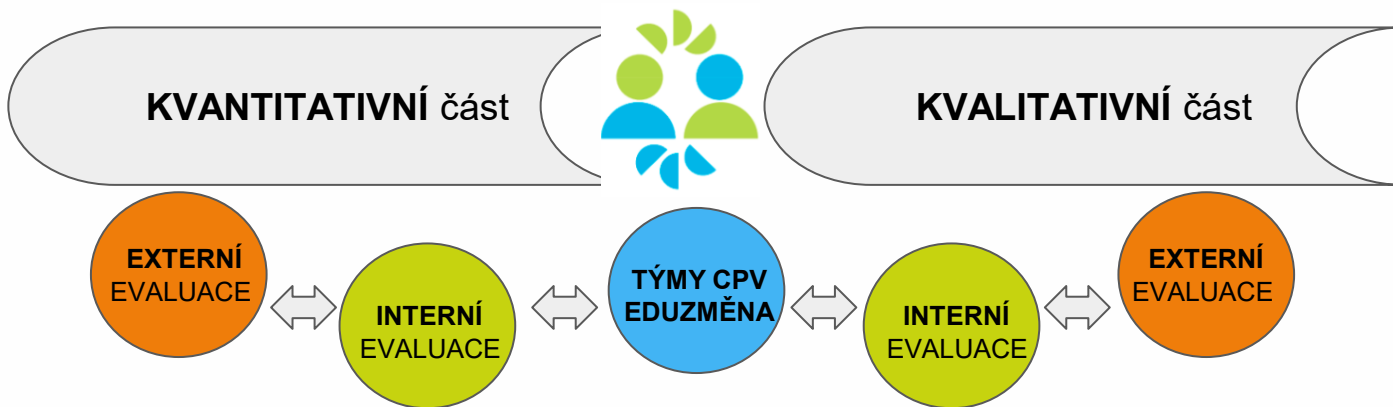 KVANTITATIVNÍ část
KVALITATIVNÍ část
EXTERNÍ
EVALUACE
INTERNÍ
EVALUACE
TÝMY CPV
EDUZMĚNA
INTERNÍ
EVALUACE
EXTERNÍ
EVALUACE